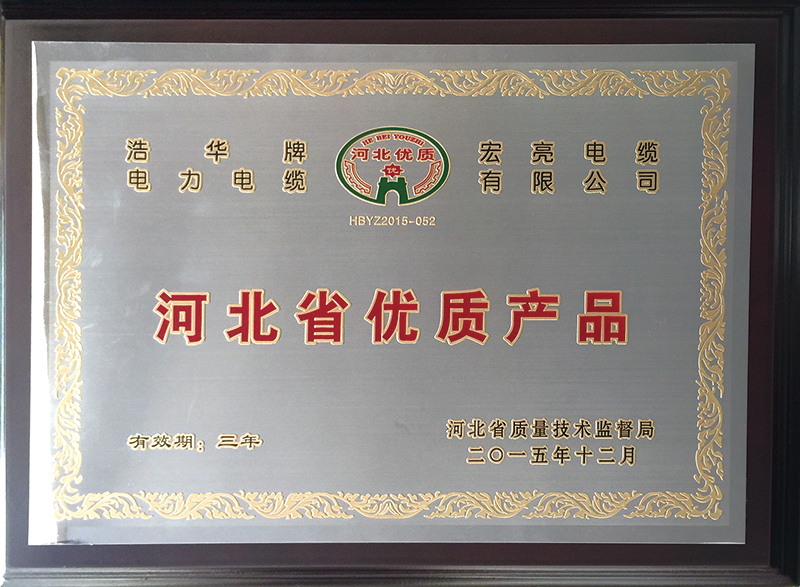 浩华牌
电力电缆
HE BEI YOUZHI
河北优质
HBYZ2015-052
宏亮电缆
有限公司
河北省优质产品
有效期：三年
河北省质量技术监督局
二〇一五年十二月